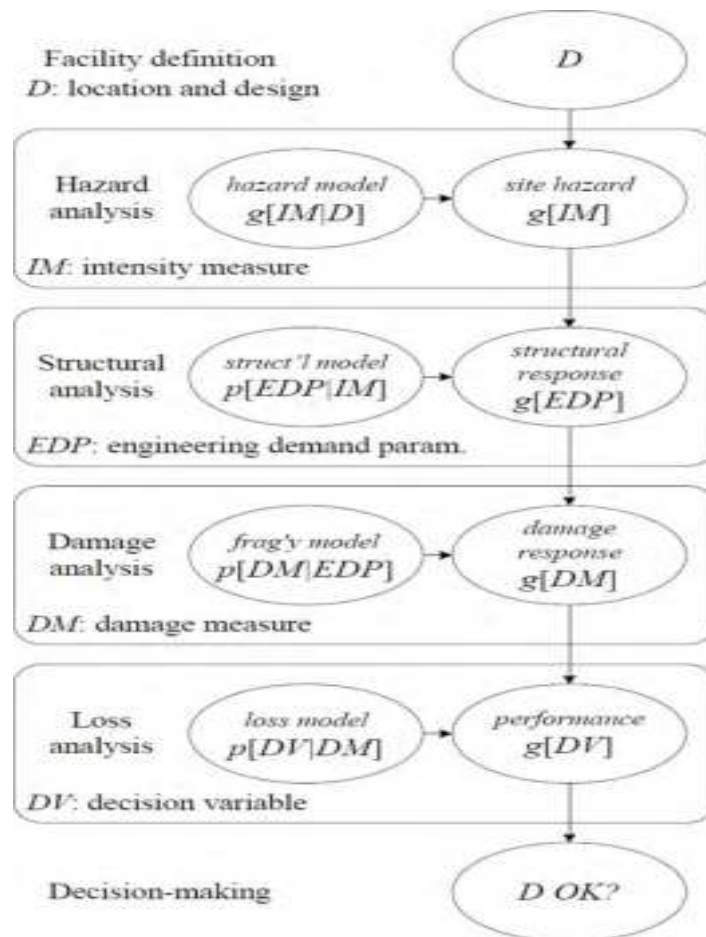 Facility definition
D: location and design
D
Hazard
analysis
hazard model
g[IM|D]
site hazard
g[IM]
IM: intensity measure
Structural
analysis
struct'l model
p[EDP|IM]
structural
response
g[EDP]
EDP: engineering demand param.
Damage
analysis
frag'y model
p[DM|EDP]
damage
response
g[DM]
DM: damage measure
Loss
analysis
loss model
p[DV|DM]
performance
g[DV]
DV: decision variable
Decision-making
D OK?